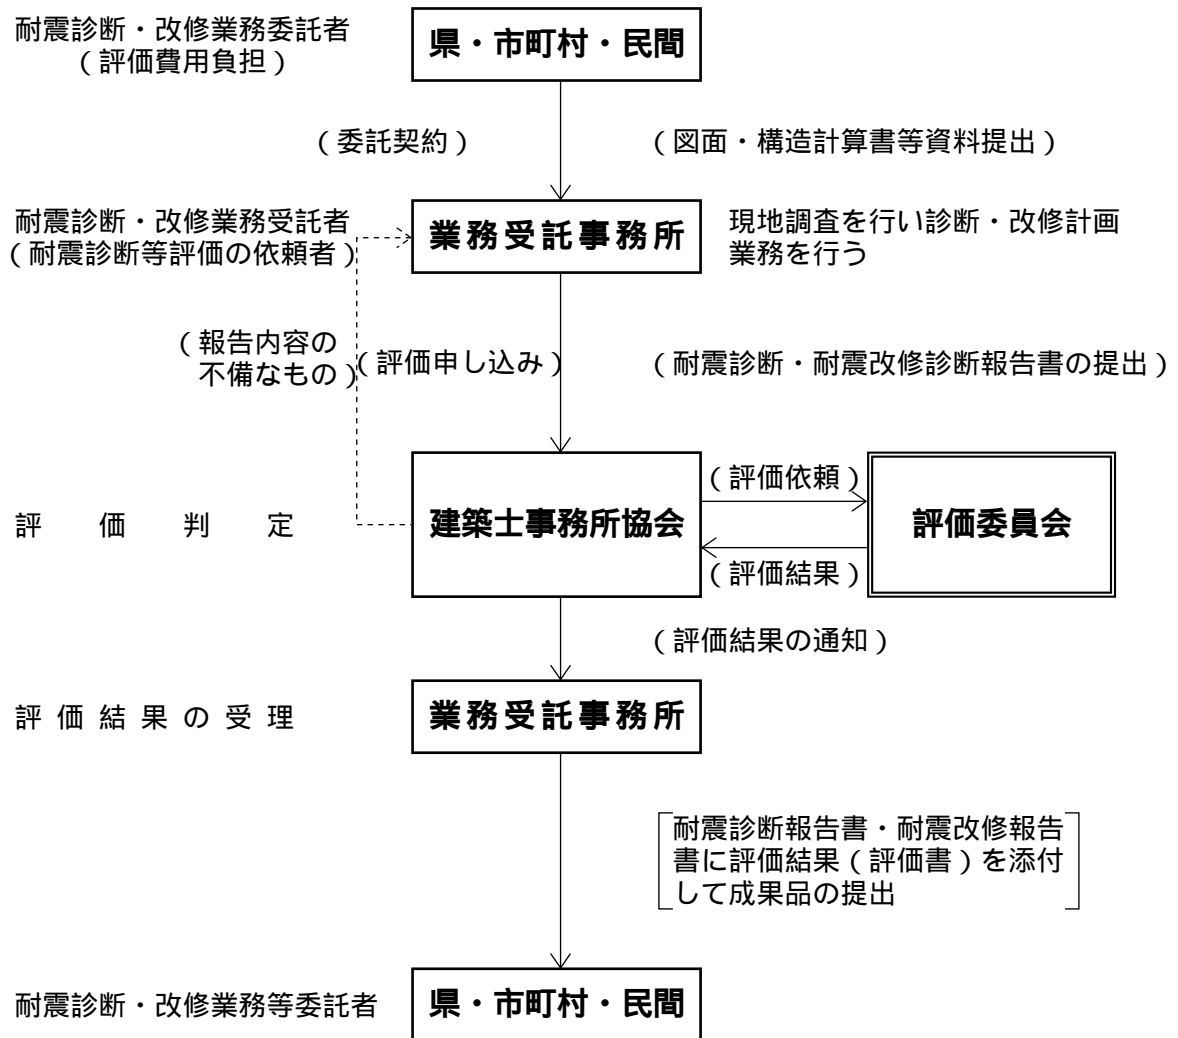 耐震診断・改修業務委託者
（評価費用負担）
県・市町村・民間
（委託契約）
（図面・構造計算書等資料提出）
耐震診断・改修業務受託者
（耐震診断等評価の依頼者）
業務受託事務所
現地調査を行い診断・改修計画
業務を行う
（報告内容の
不備なもの）
（評価申し込み）
（耐震診断・耐震改修診断報告書の提出）
評価判定
建築士事務所協会
（評価依頼）
（評価結果）
評価委員会
（評価結果の通知）
評価結果の受理
業務受託事務所
耐震診断報告書・耐震改修報告
書に評価結果（評価書）を添付
して成果品の提出
耐震診断・改修業務等委託者
県・市町村・民間